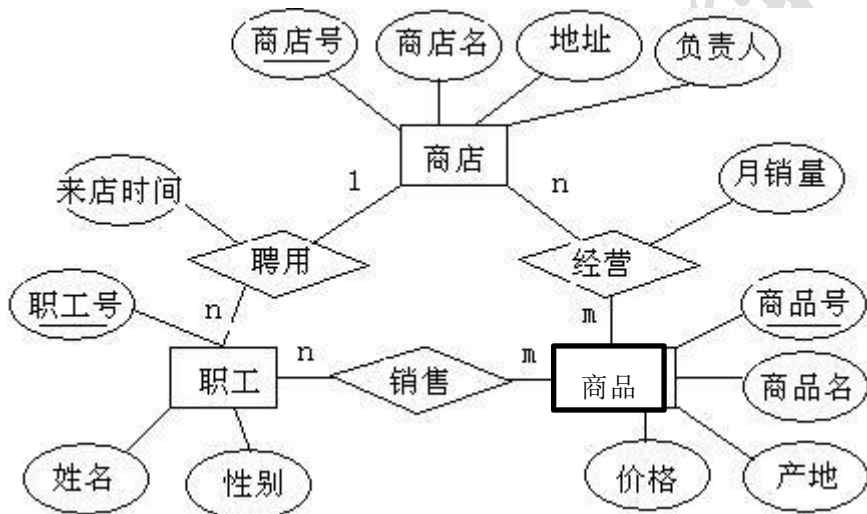 商店号 商店名 地址 负责人
商店
来店时间 1 n 月销量
聘用 经营
职工号 n m 商品号
职工 n 销售 m 商品 商品名
姓名 性别 价格 产地